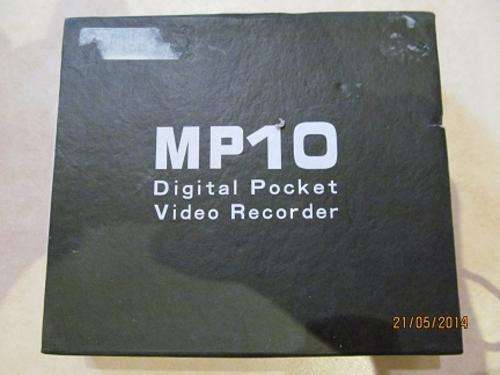 MP10
Digital Pocket
Video Recorder
21/05/2014